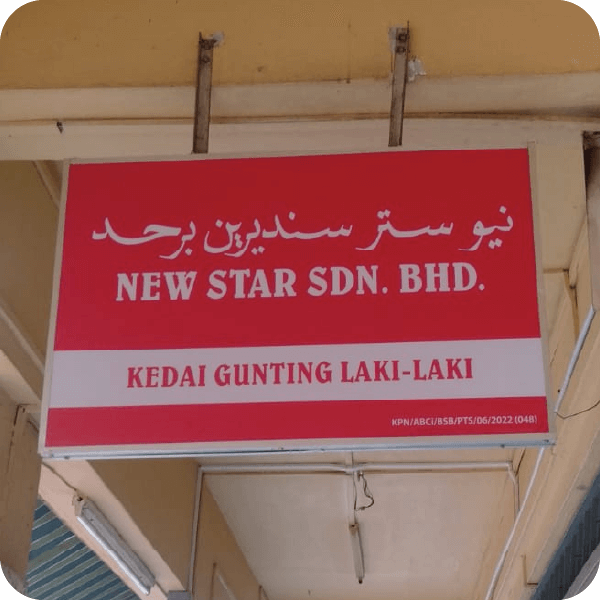 نيو ستر سنديرين برحد
NEW STAR SDN. BHD.
KEDAI GUNTING LAKI-LAKI
KPN/ABCi/BSB/PTS/06/2022 (048)